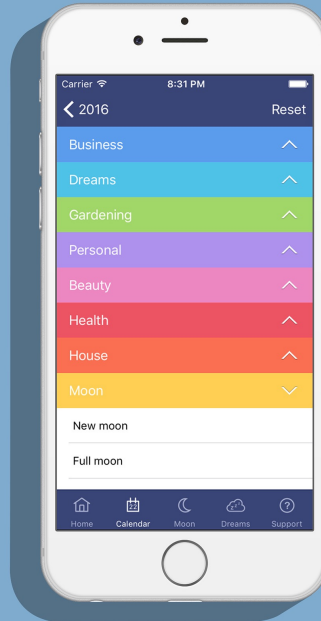 Carrier 8:31 PM
2016 Reset
Business
Dreams
Gardening
Personal
Beauty
Health
House
Moon
New moon
Full moon
22
Home Calendar Moon Dreams Support